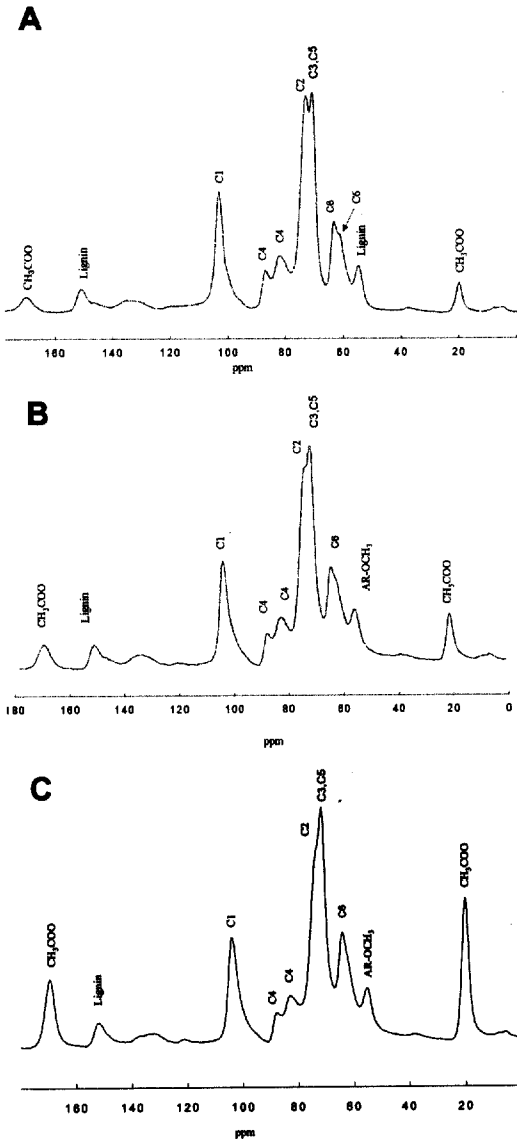 A
CH3COO
Lignin
C1
C4
C4
C2
C3,C5
C6
C6
Lignin
CH3COO
160 140 120 100 80 60 40 20
ppm
B
CH3COO
Lignin
C1
C4
C4
C2
C3,C5
C6
AR-OCH3
CH3COO
180 160 140 120 100 80 60 40 20 0
ppm
C
CH3COO
Lignin
C1
C4
C4
C2
C3,C5
C6
AR-OCH3
CH3COO
160 140 120 100 80 60 40 20
ppm